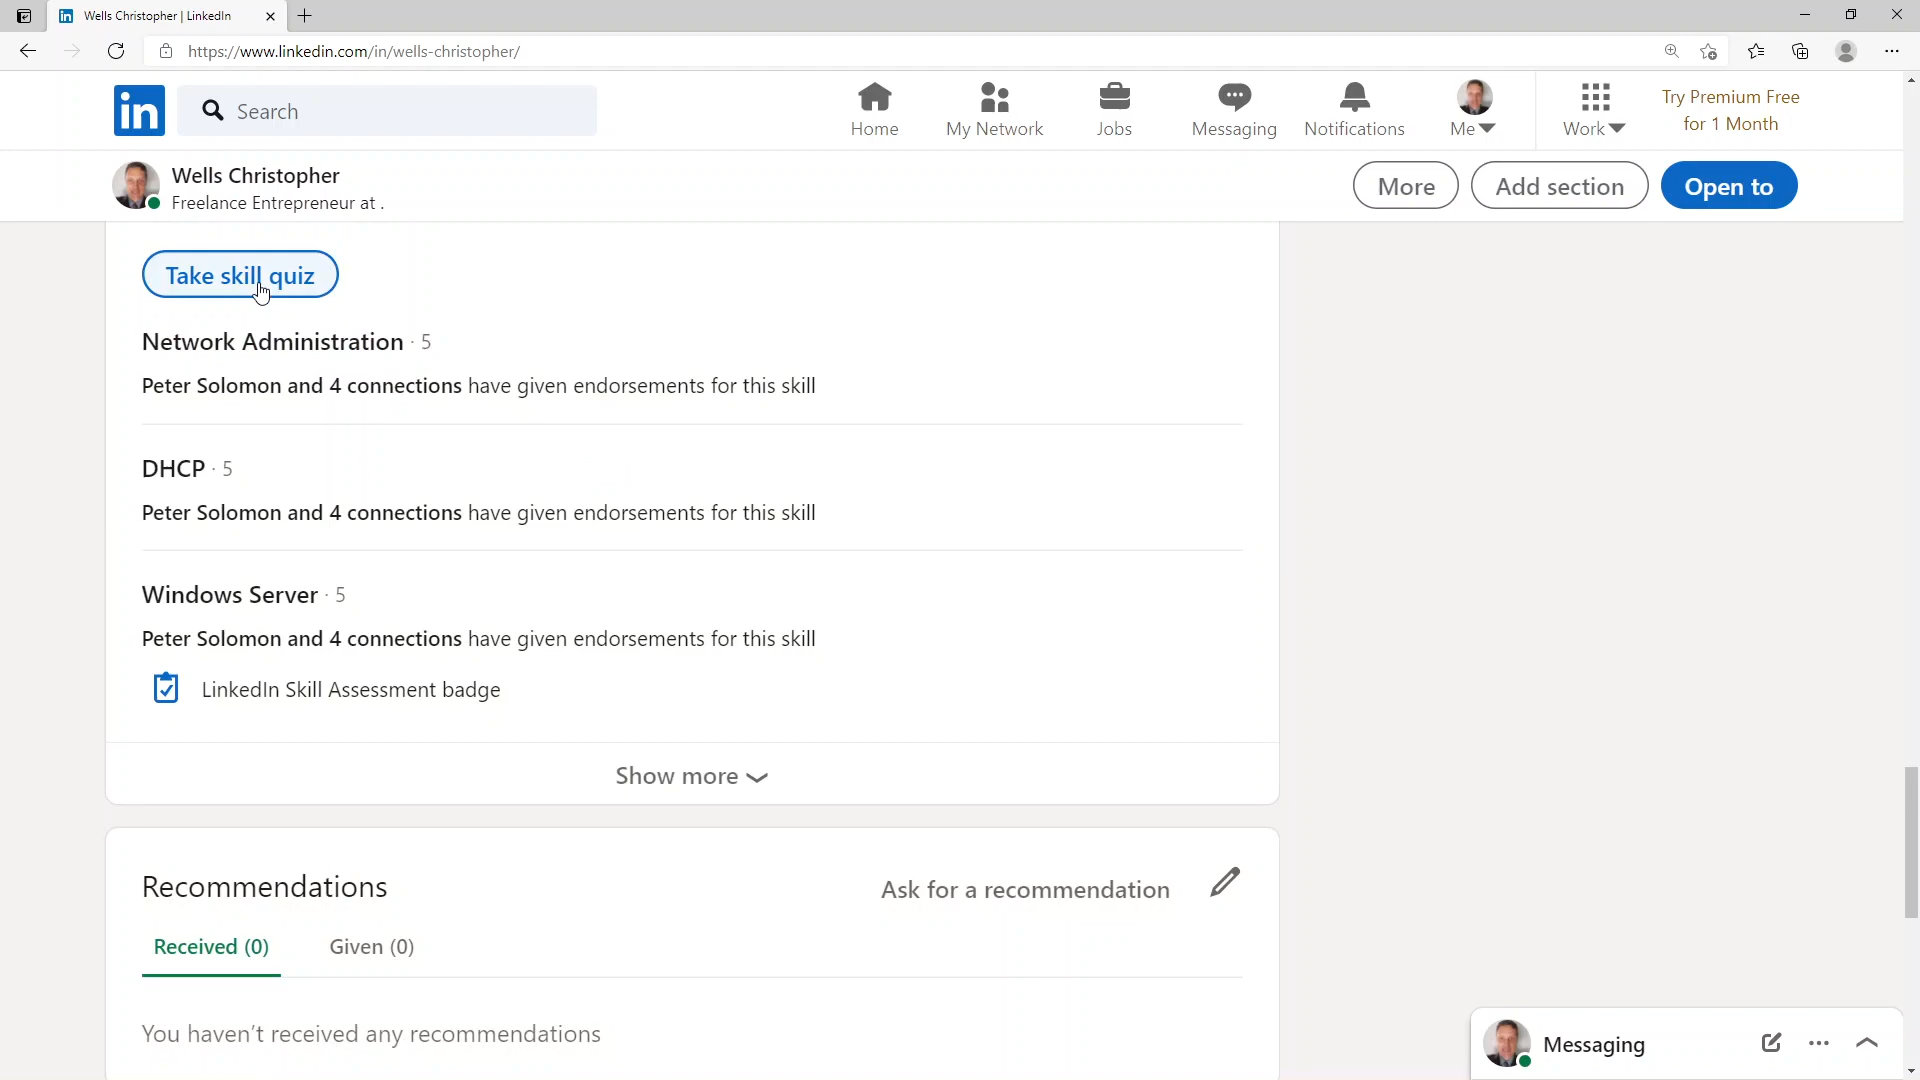 Wells Christopher | LinkedIn
https://www.linkedin.com/in/wells-christopher/
in
Search
Home
My Network
Jobs
Messaging
Notifications
Me
Work
Try Premium Free
for 1 Month
Wells Christopher
Freelance Entrepreneur at .
More
Add section
Open to
Take skill quiz
Network Administration · 5
Peter Solomon and 4 connections have given endorsements for this skill
DHCP · 5
Peter Solomon and 4 connections have given endorsements for this skill
Windows Server · 5
Peter Solomon and 4 connections have given endorsements for this skill
LinkedIn Skill Assessment badge
Show more
Recommendations
Ask for a recommendation
Received (0)
Given (0)
You haven't received any recommendations
Messaging